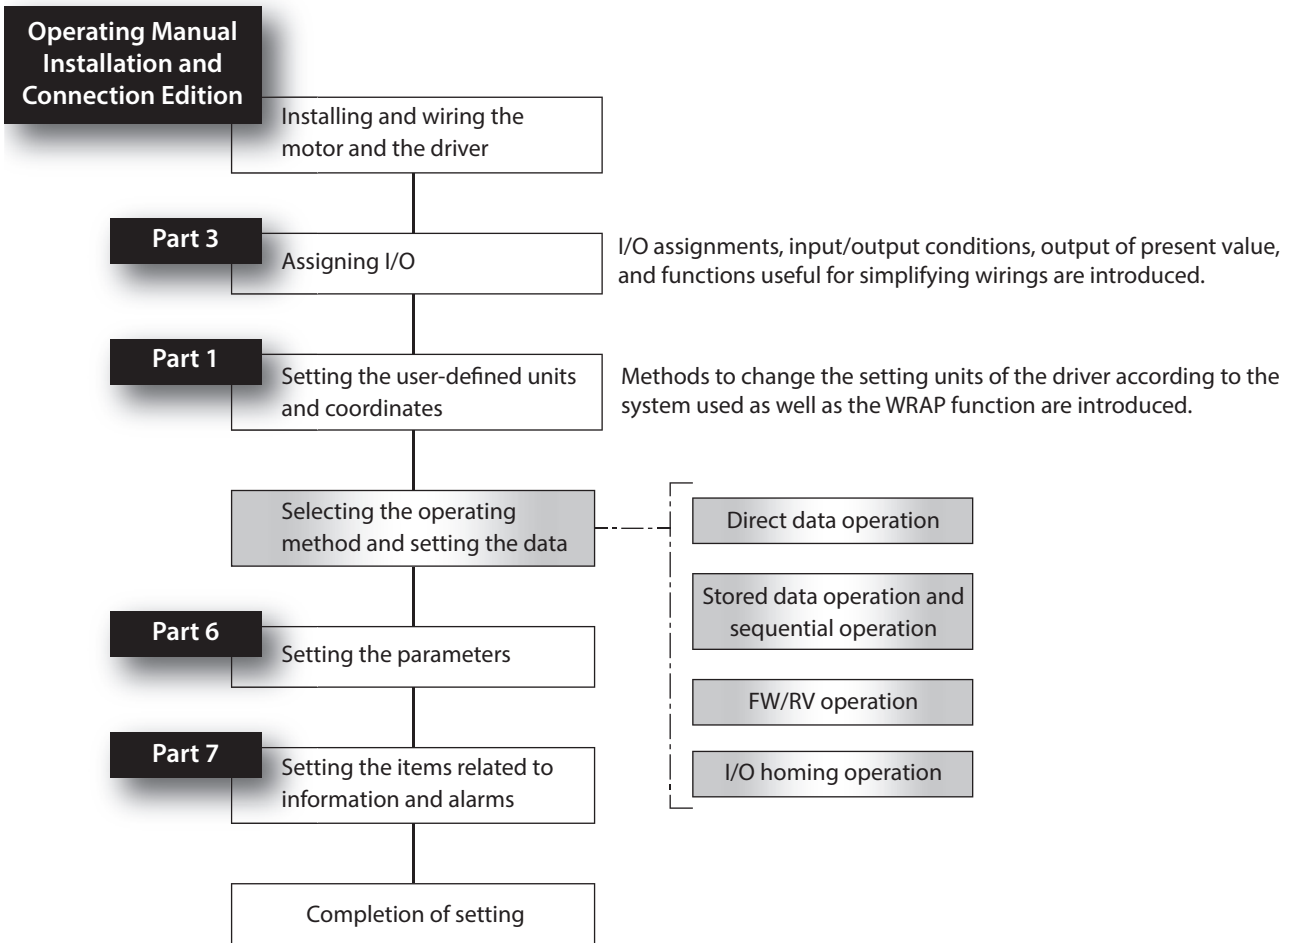 Operating Manual
Installation and
Connection Edition
Installing and wiring the
motor and the driver
Part 3
Assigning I/O
I/O assignments, input/output conditions, output of present value,
and functions useful for simplifying wirings are introduced.
Part 1
Setting the user-defined units
and coordinates
Methods to change the setting units of the driver according to the
system used as well as the WRAP function are introduced.
Selecting the operating
method and setting the data
Direct data operation
Stored data operation and
sequential operation
FW/RV operation
I/O homing operation
Part 6
Setting the parameters
Part 7
Setting the items related to
information and alarms
Completion of setting